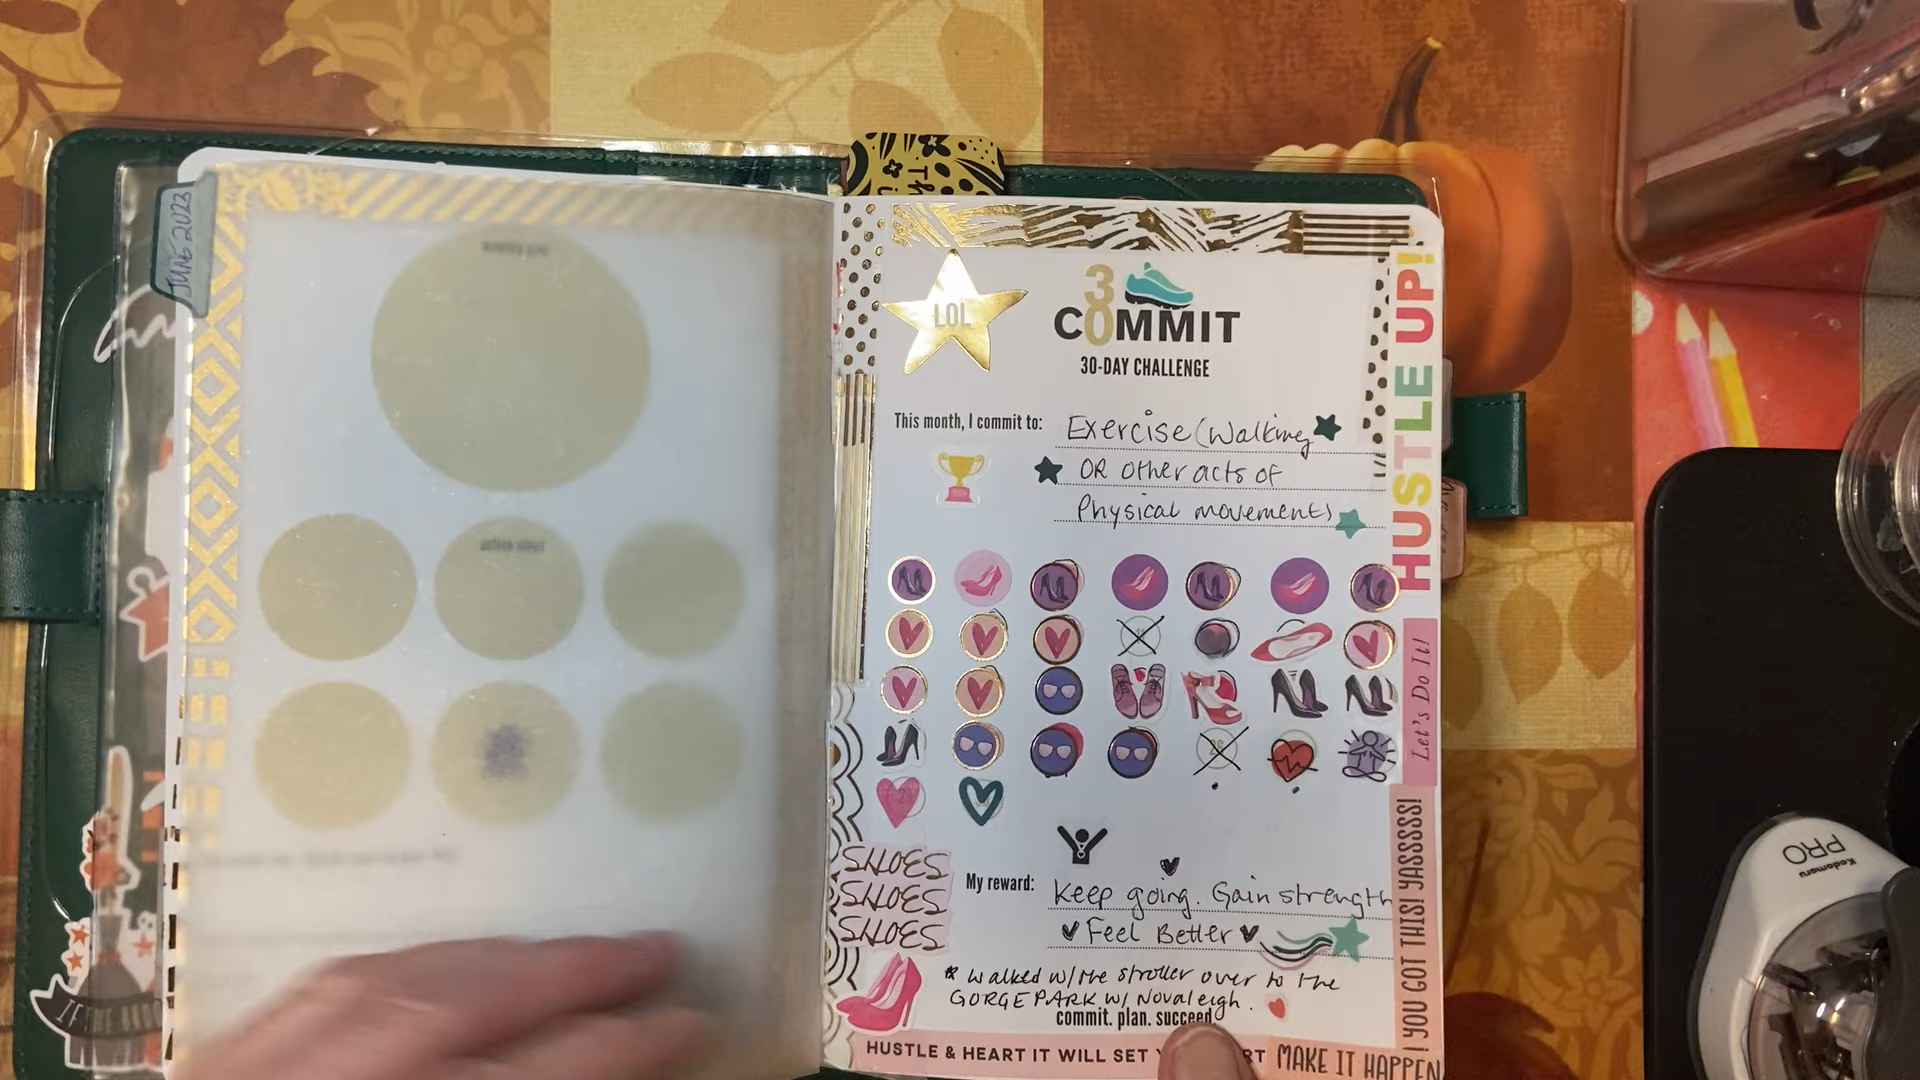 JUNE 2023
LOL
30
COMMIT
30-DAY CHALLENGE
This month, I commit to: Exercise (Walking
OR other acts of
Physical movement)
HUSTLE UP!
Let's Do It!
My reward: Keep going. Gain strength
Feel Better
SHOES
SHOES
SHOES
* Walked w/the stroller over to the
GORGE PARK w/ Novaleigh.
commit. plan. succeed
YOU GOT THIS! YASSSSS!
HUSTLE & HEART IT WILL SET
MAKE IT HAPPEN
Kadomaru
PRO